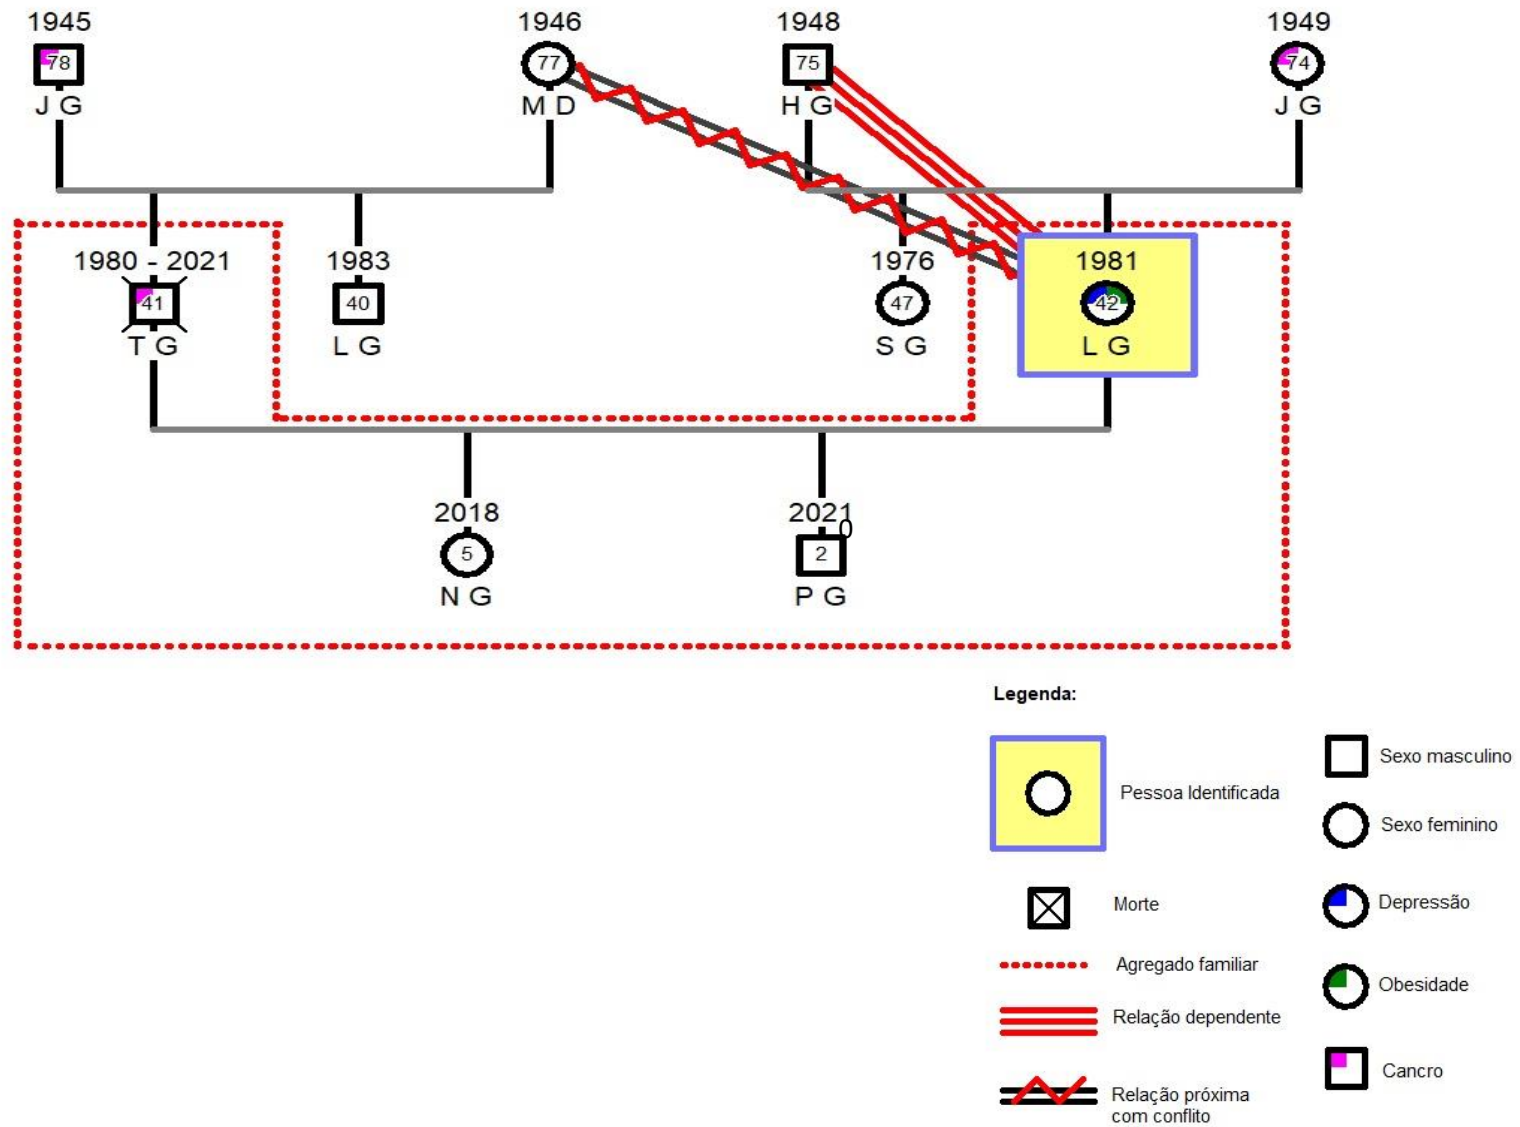 1945 1946 1948 1949
78 77 75 74
J G M D H G J G
1980 - 2021 1983 1976 1981
41 40 47 42
T G L G S G L G
2018 2021
0
5 2
N G P G
Legenda:
Pessoa Identificada
Morte
Agregado familiar
Relação dependente
Relação próxima
com conflito
Sexo masculino
Sexo feminino
Depressão
Obesidade
Cancro